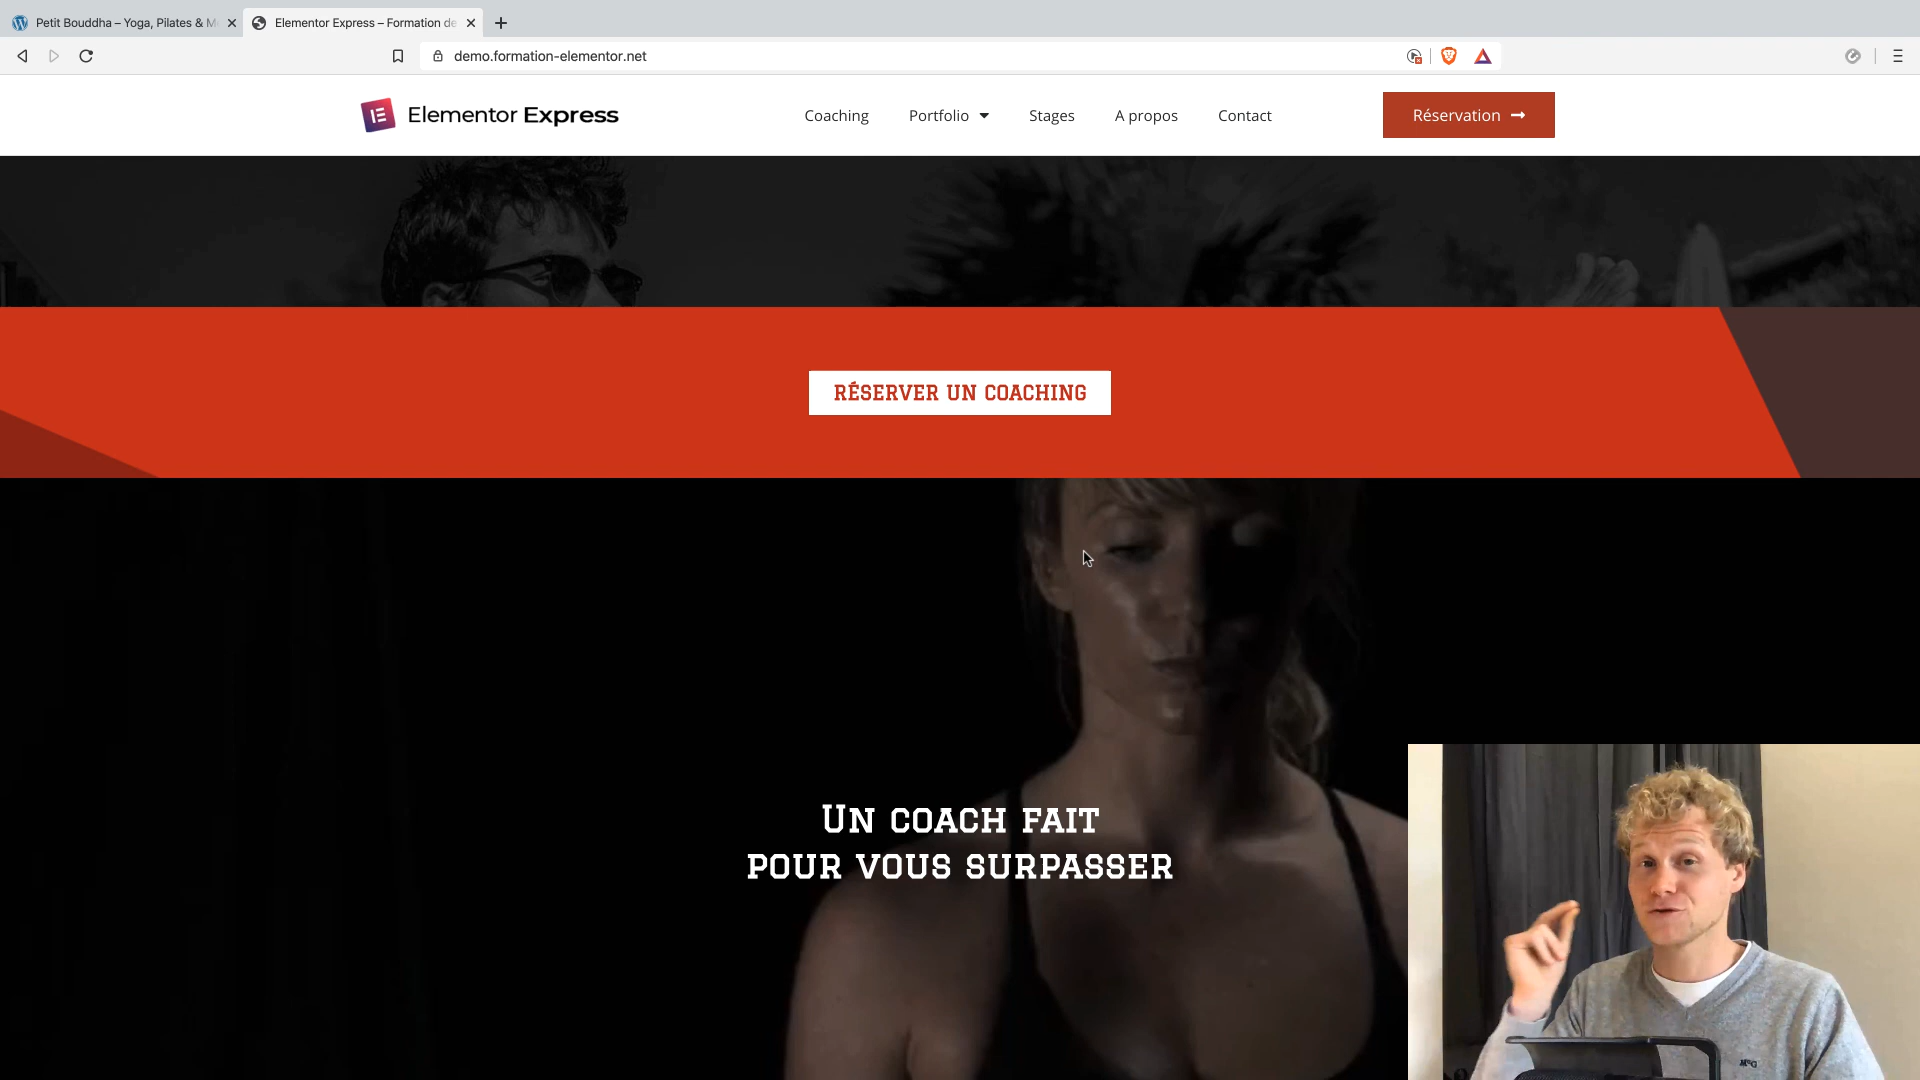 Petit Bouddha – Yoga, Pilates & M
Elementor Express – Formation de
demo.formation-elementor.net
Elementor Express
Coaching
Portfolio
Stages
A propos
Contact
Réservation
RÉSERVER UN COACHING
UN COACH FAIT
POUR VOUS SURPASSER